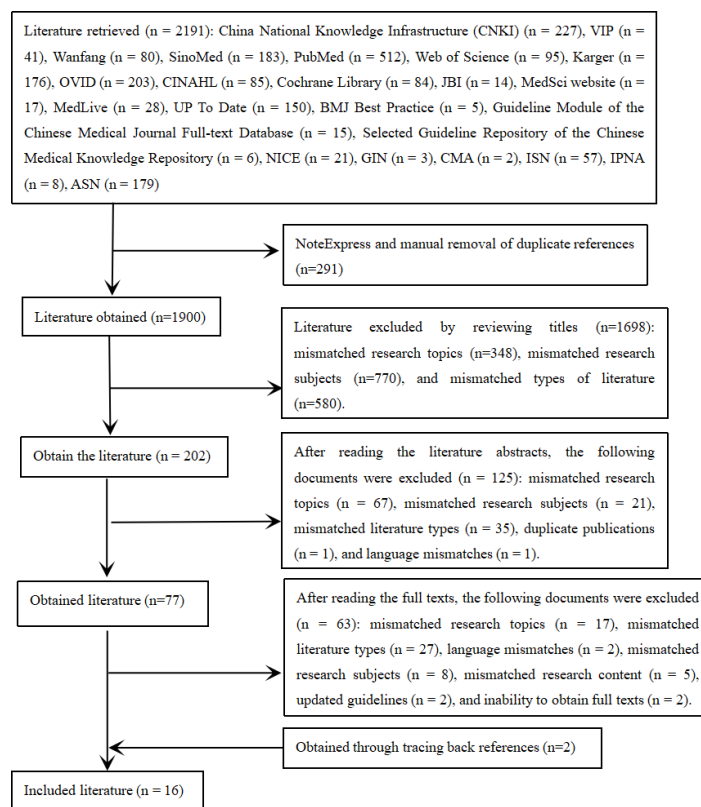 Literature retrieved (n = 2191): China National Knowledge Infrastructure (CNKI) (n = 227), VIP (n =
41), Wanfang (n = 80), SinoMed (n = 183), PubMed (n = 512), Web of Science (n = 95), Karger (n =
176), OVID (n = 203), CINAHL (n = 85), Cochrane Library (n = 84), JBI (n = 14), MedSci website (n =
17), MedLive (n = 28), UP To Date (n = 150), BMJ Best Practice (n = 5), Guideline Module of the
Chinese Medical Journal Full-text Database (n = 15), Selected Guideline Repository of the Chinese
Medical Knowledge Repository (n = 6), NICE (n = 21), GIN (n = 3), CMA (n = 2), ISN (n = 57), IPNA
(n = 8), ASN (n = 179)
NoteExpress and manual removal of duplicate references
(n=291)
Literature obtained (n=1900)
Literature excluded by reviewing titles (n=1698):
mismatched research topics (n=348), mismatched research
subjects (n=770), and mismatched types of literature
(n=580).
Obtain the literature (n = 202)
After reading the literature abstracts, the following
documents were excluded (n = 125): mismatched research
topics (n = 67), mismatched research subjects (n = 21),
mismatched literature types (n = 35), duplicate publications
(n = 1), and language mismatches (n = 1).
Obtained literature (n=77)
After reading the full texts, the following documents were excluded
(n = 63): mismatched research topics (n = 17), mismatched
literature types (n = 27), language mismatches (n = 2), mismatched
research subjects (n = 8), mismatched research content (n = 5),
updated guidelines (n = 2), and inability to obtain full texts (n = 2).
Obtained through tracing back references (n=2)
Included literature (n = 16)